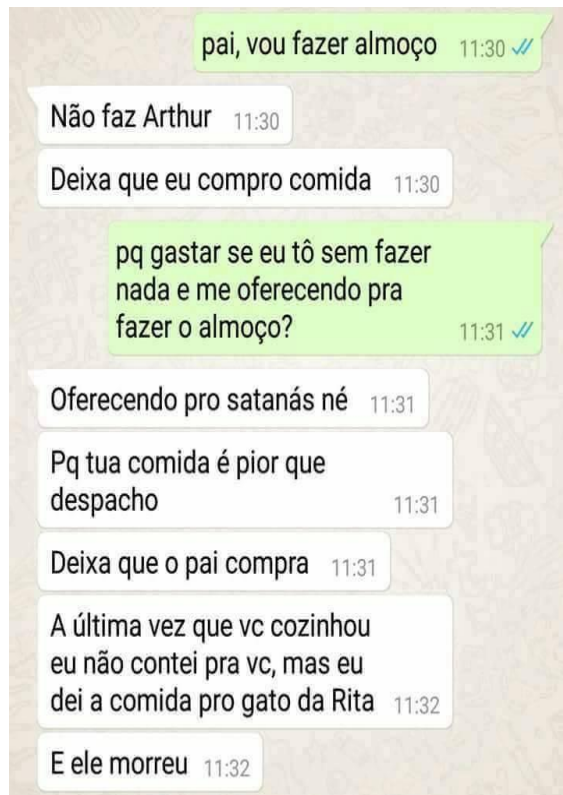 pai, vou fazer almoço 11:30
Não faz Arthur 11:30
Deixa que eu compro comida 11:30
pq gastar se eu tô sem fazer
nada e me oferecendo pra
fazer o almoço? 11:31
Oferecendo pro satanás né 11:31
Pq tua comida é pior que
despacho 11:31
Deixa que o pai compra 11:31
A última vez que vc cozinhou
eu não contei pra vc, mas eu
dei a comida pro gato da Rita 11:32
E ele morreu 11:32